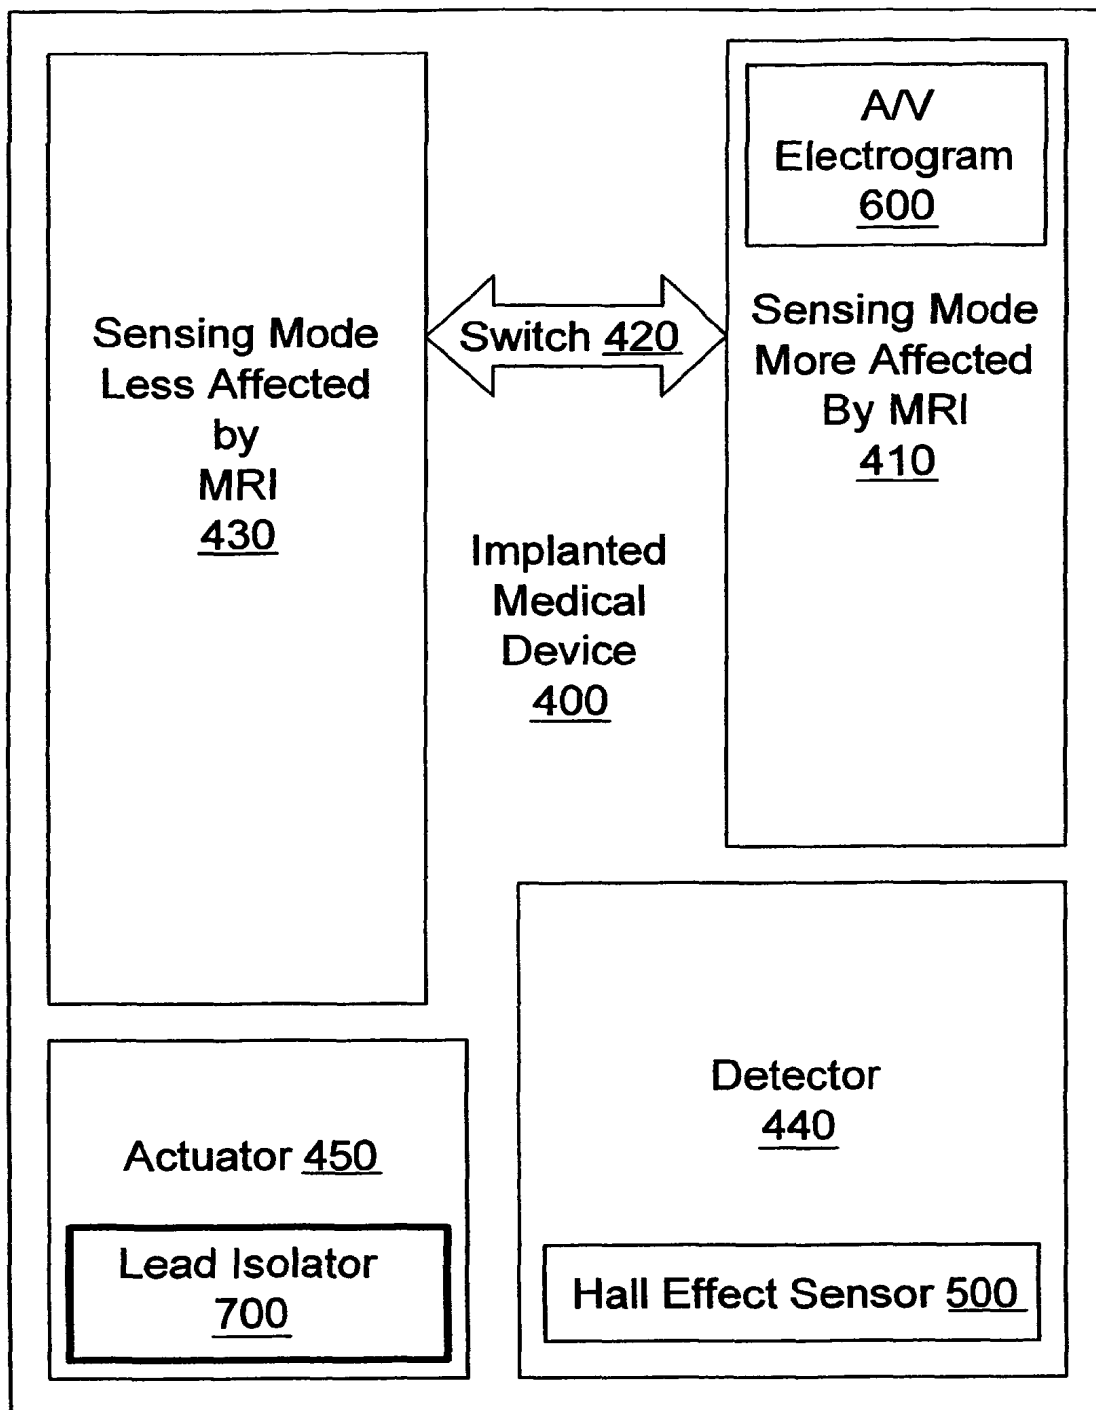 Sensing Mode
Less Affected
by
MRI
430
Switch 420
A/V
Electrogram
600
Sensing Mode
More Affected
By MRI
410
Implanted
Medical
Device
400
Actuator 450
Lead Isolator
700
Detector
440
Hall Effect Sensor 500